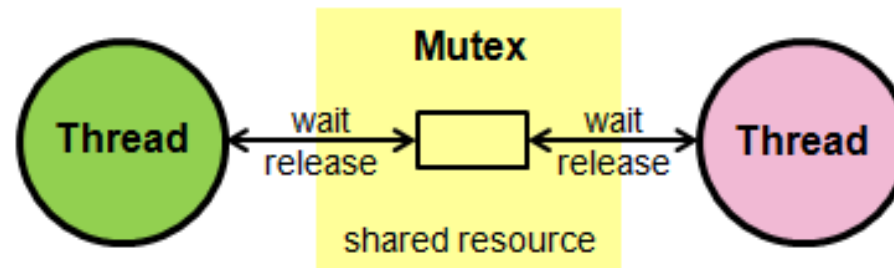 Mutex
Thread
wait
release
wait
release
Thread
shared resource